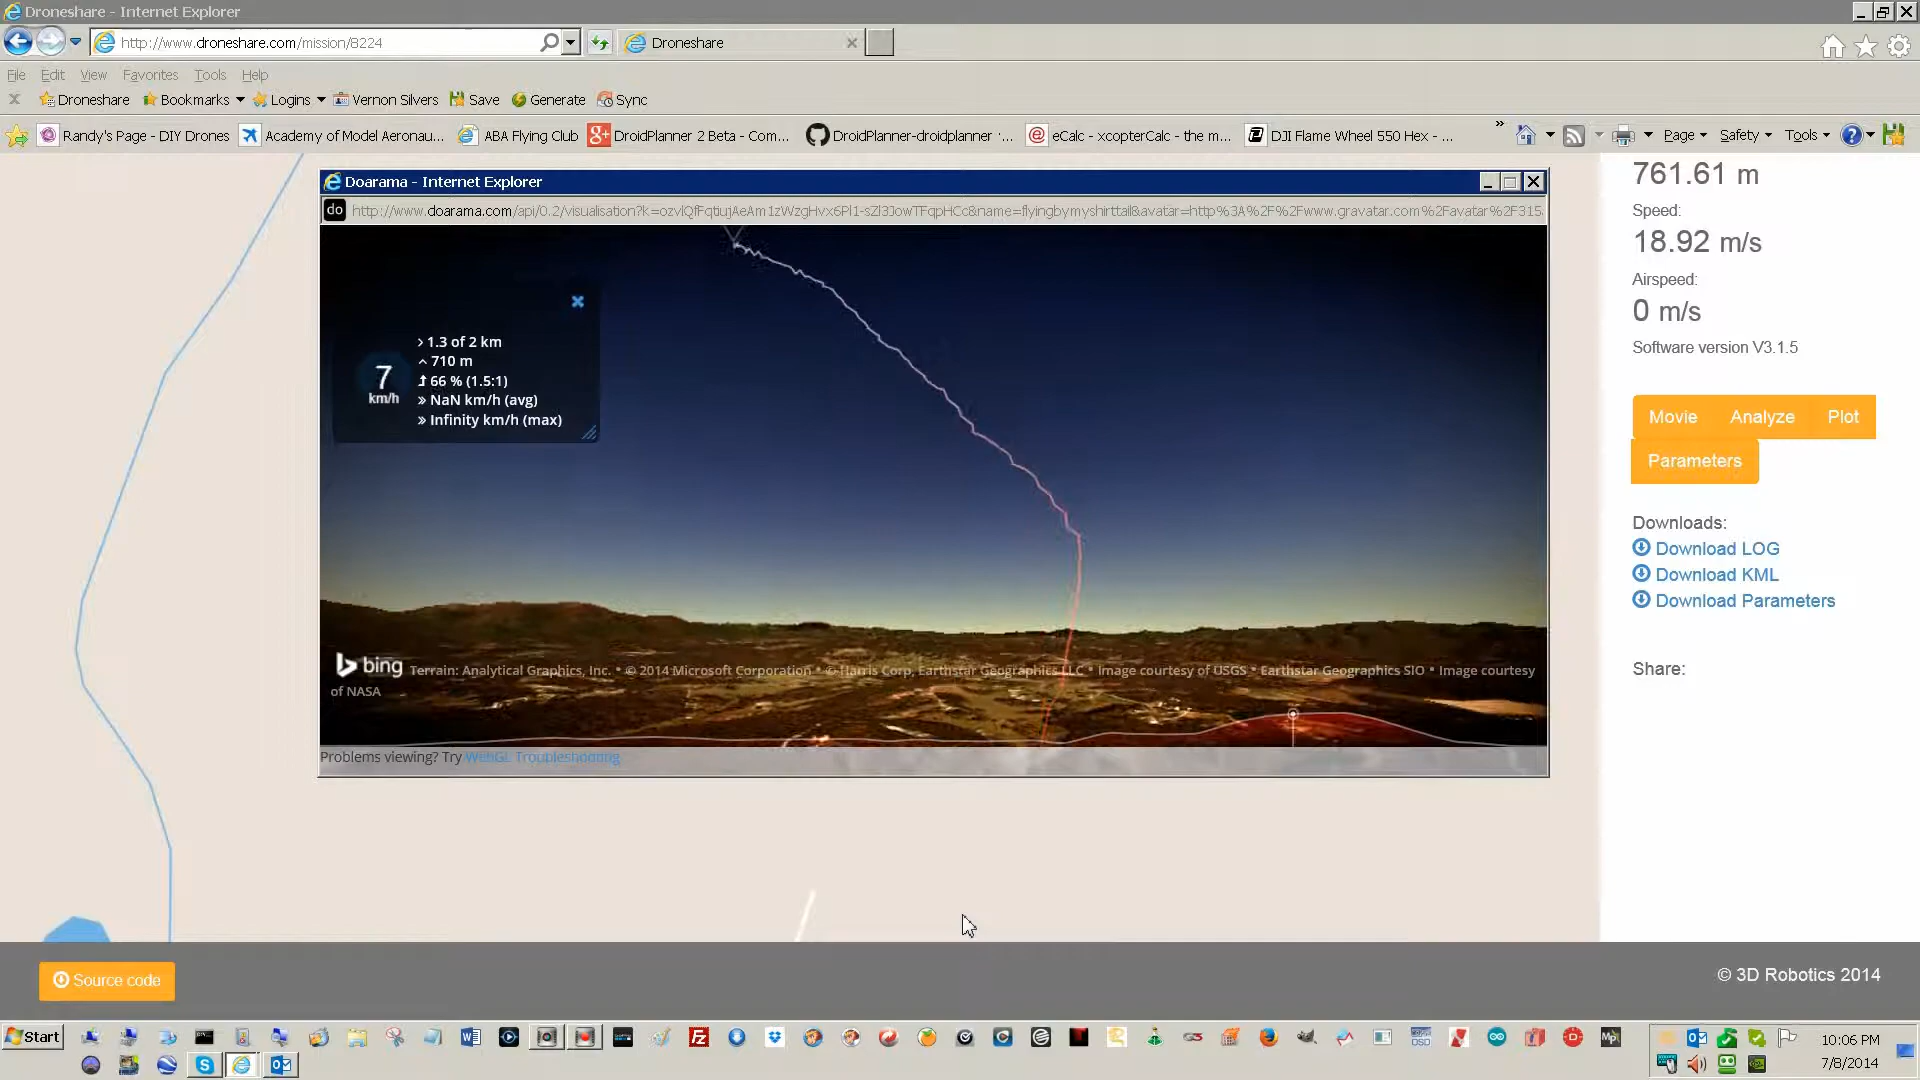 Droneshare - Internet Explorer
http://www.droneshare.com/mission/8224
Droneshare
File Edit View Favorites Tools Help
Droneshare Bookmarks Logins Vernon Silvers Save Generate Sync
Randy's Page - DIY Drones Academy of Model Aeronau... ABA Flying Club DroidPlanner 2 Beta - Com... DroidPlanner-droidplanner ·... eCalc - xcopterCalc - the m... DJI Flame Wheel 550 Hex - ... » Page Safety Tools
Doarama - Internet Explorer
do http://www.doarama.com/api/0.2/visualisation?k=ozvlQfFqtiujAeAm1zWzgHvx6Pl1-sZl3JowTFqpHCc&name=flyingbymyshirttail&avatar=http%3A%2F%2Fwww.gravatar.com%2Favatar%2F315
7
km/h
> 1.3 of 2 km
710 m
66 % (1.5:1)
» NaN km/h (avg)
» Infinity km/h (max)
bing Terrain: Analytical Graphics, Inc. • © 2014 Microsoft Corporation • © Harris Corp, Earthstar Geographics LLC • Image courtesy of USGS • Earthstar Geographics SIO • Image courtesy
of NASA
Problems viewing? Try WebGL Troubleshooting
761.61 m
Speed:
18.92 m/s
Airspeed:
0 m/s
Software version V3.1.5
Movie Analyze Plot
Parameters
Downloads:
Download LOG
Download KML
Download Parameters
Share:
Source code
© 3D Robotics 2014
Start
10:06 PM
7/8/2014